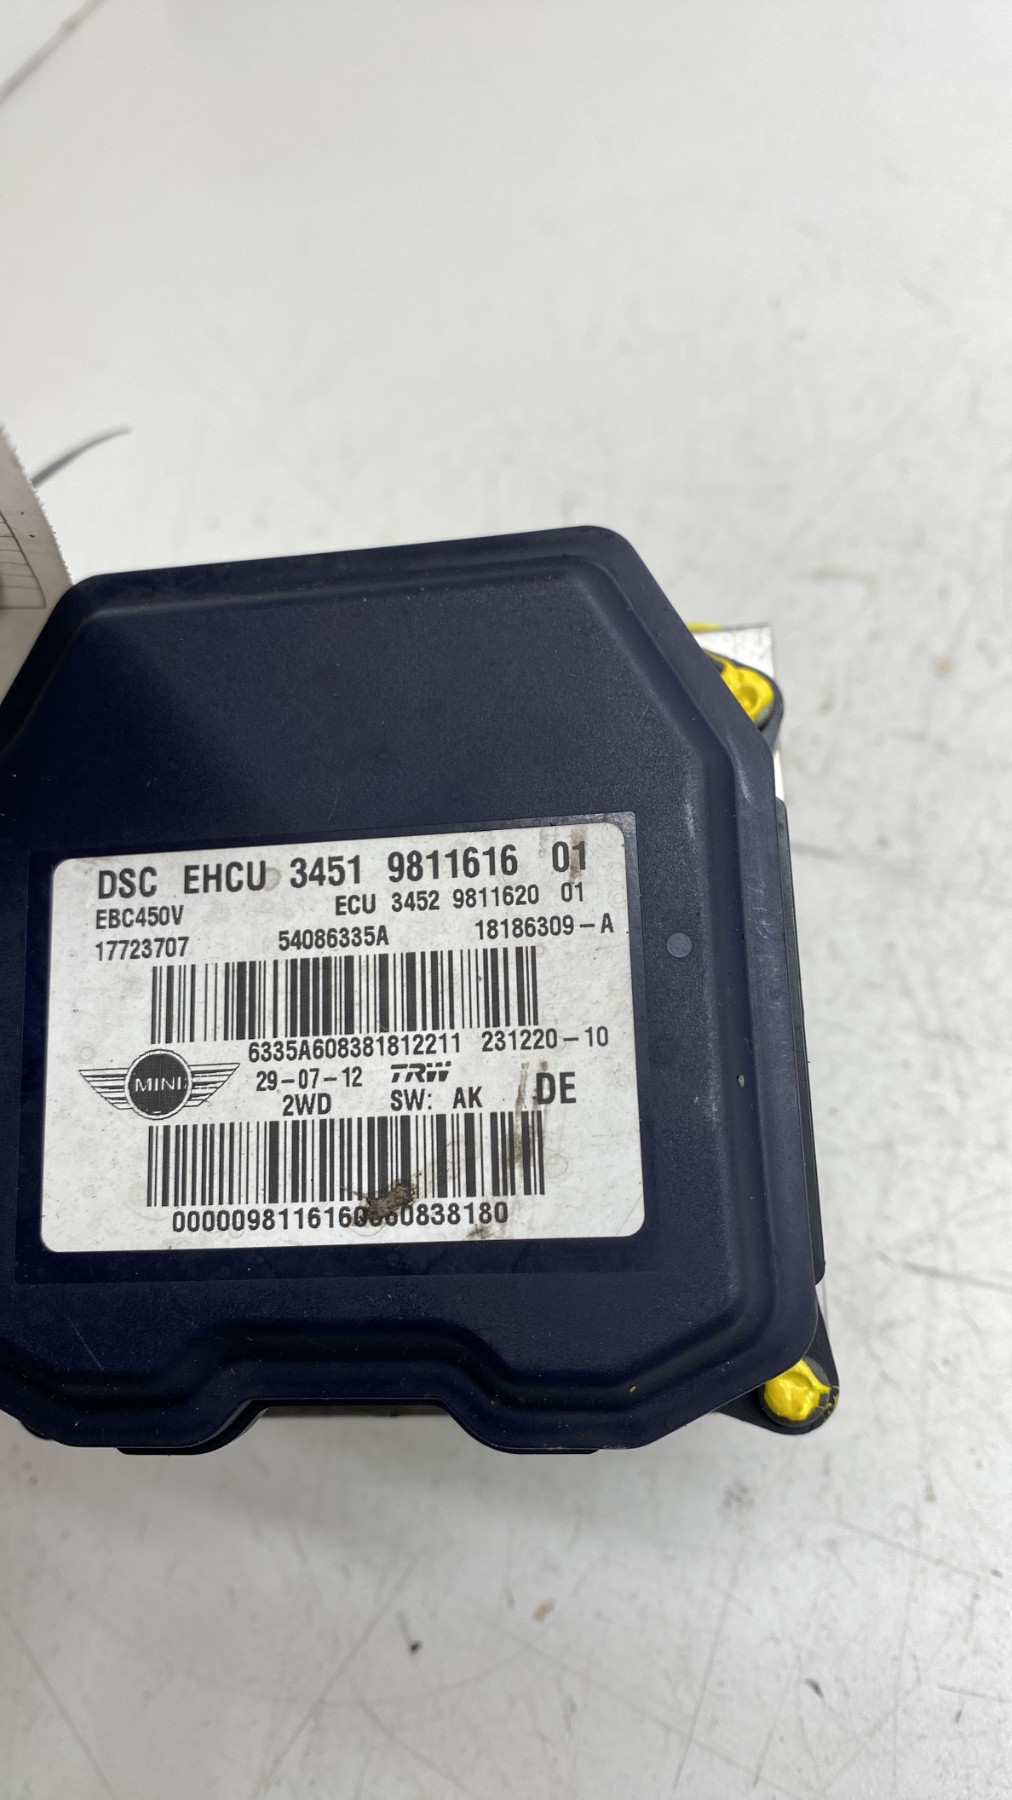 DSC EHCU 3451 9811616 01
EBC450V ECU 3452 9811620 01
17723707 54086335A 18186309-A
6335A608381812211 231220-10
MINI 29-07-12 TRW
2WD SW: AK DE